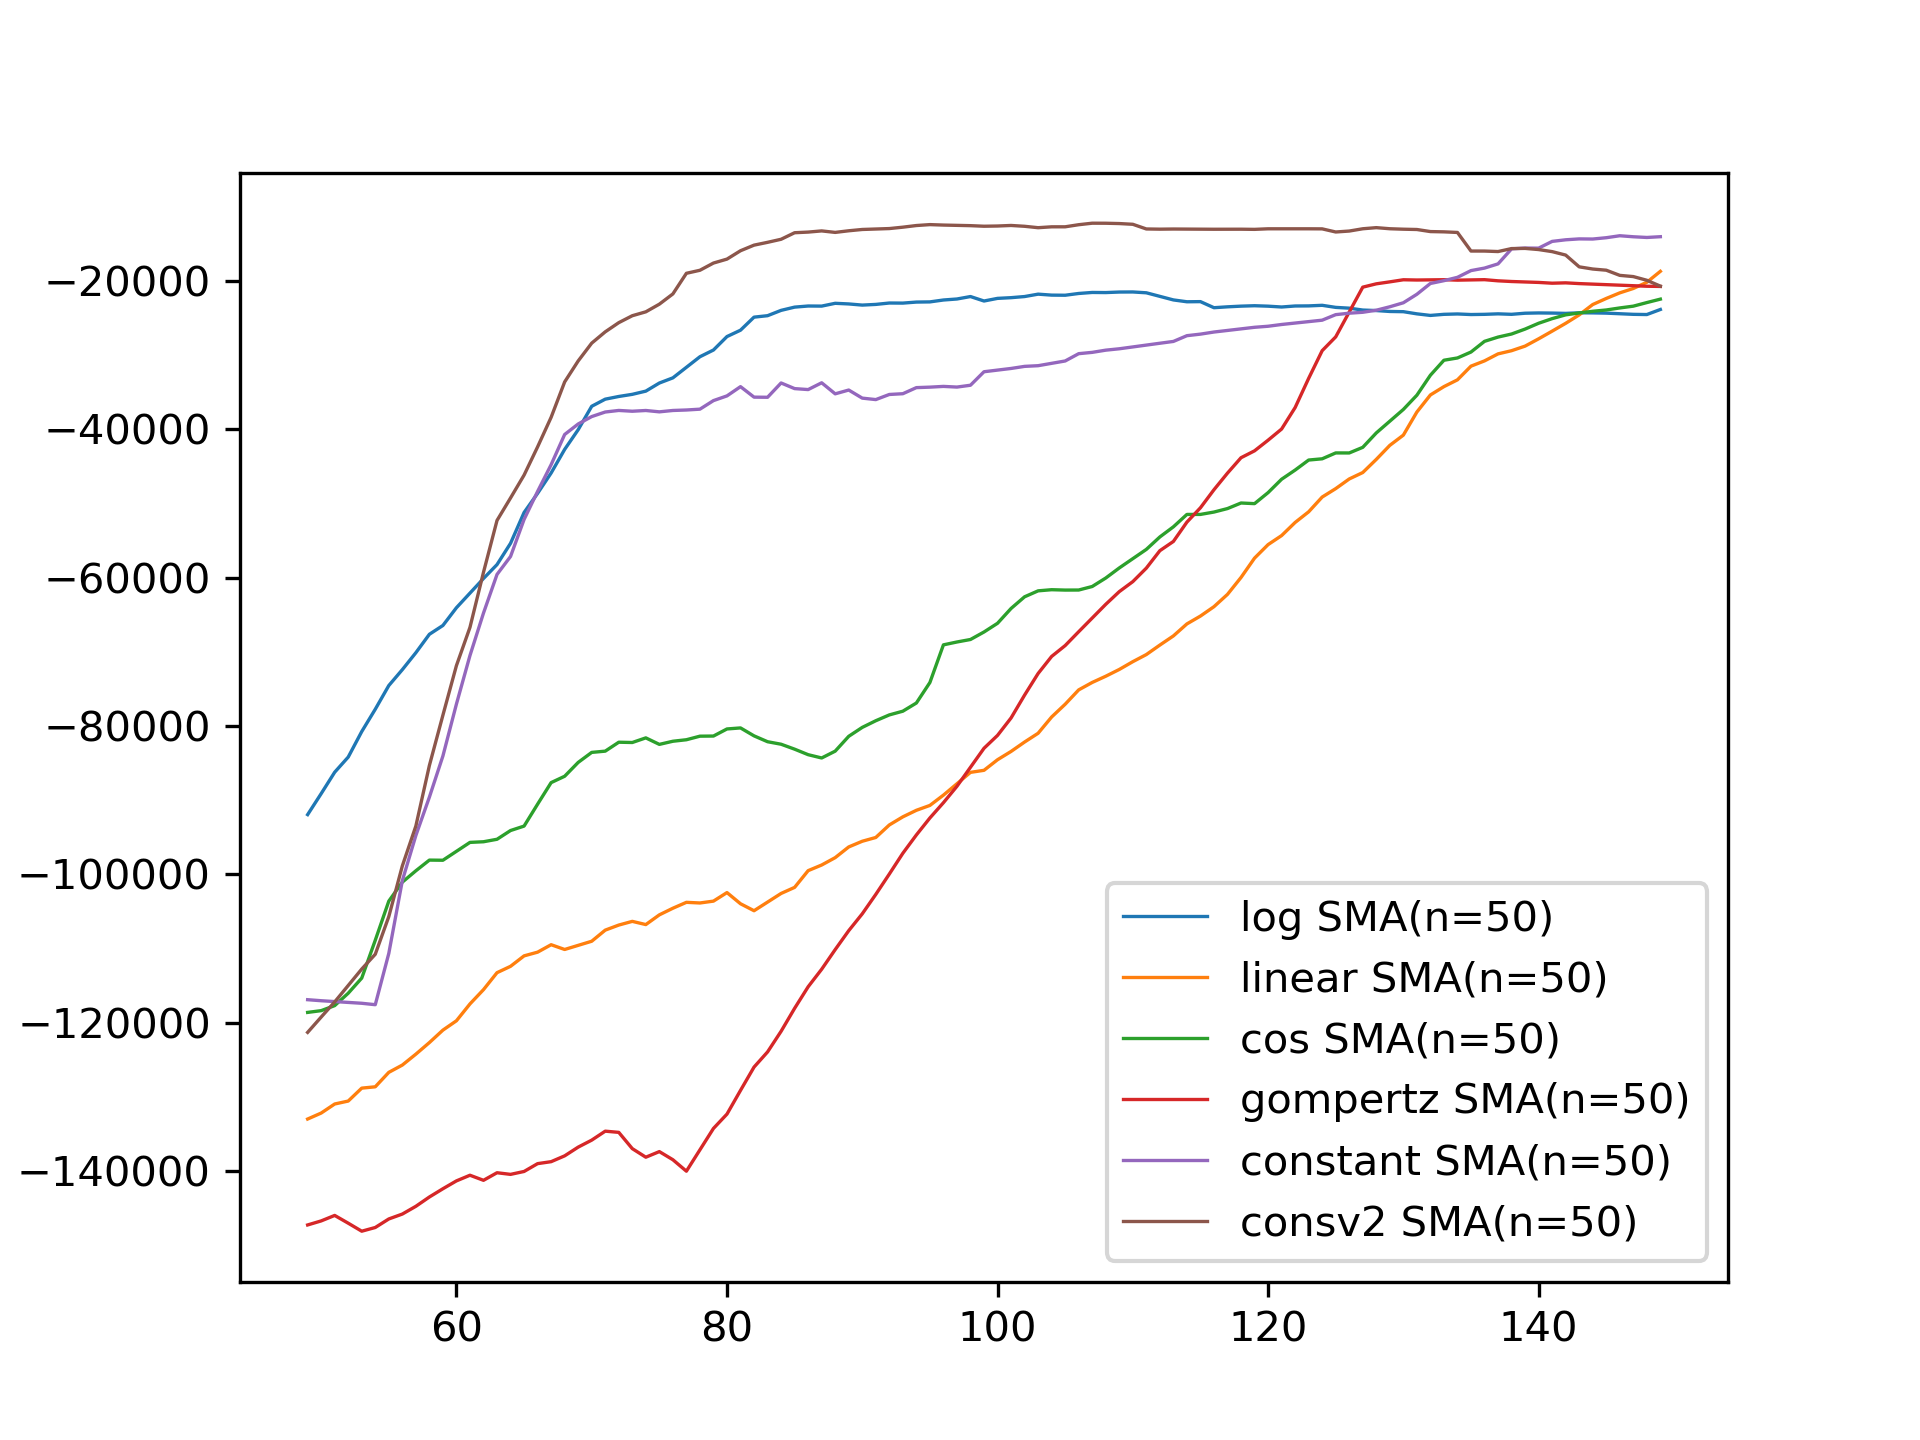 −20000
−40000
−60000
−80000
−100000
−120000
−140000
60 80 100 120 140
log SMA(n=50)
linear SMA(n=50)
cos SMA(n=50)
gompertz SMA(n=50)
constant SMA(n=50)
consv2 SMA(n=50)